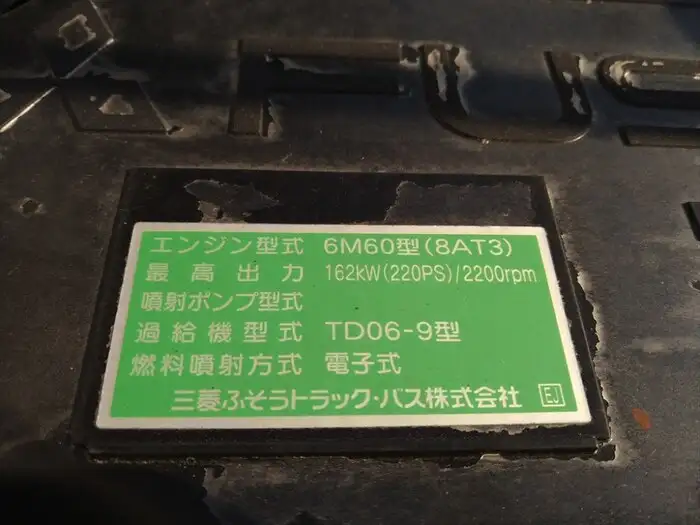 FUS
エンジン型式 6M60型(8AT3)
最高出力 162kW(220PS)/2200rpm
噴射ポンプ型式
過給機型式 TD06-9型
燃料噴射方式 電子式
三菱ふそうトラック・バス株式会社 EJ